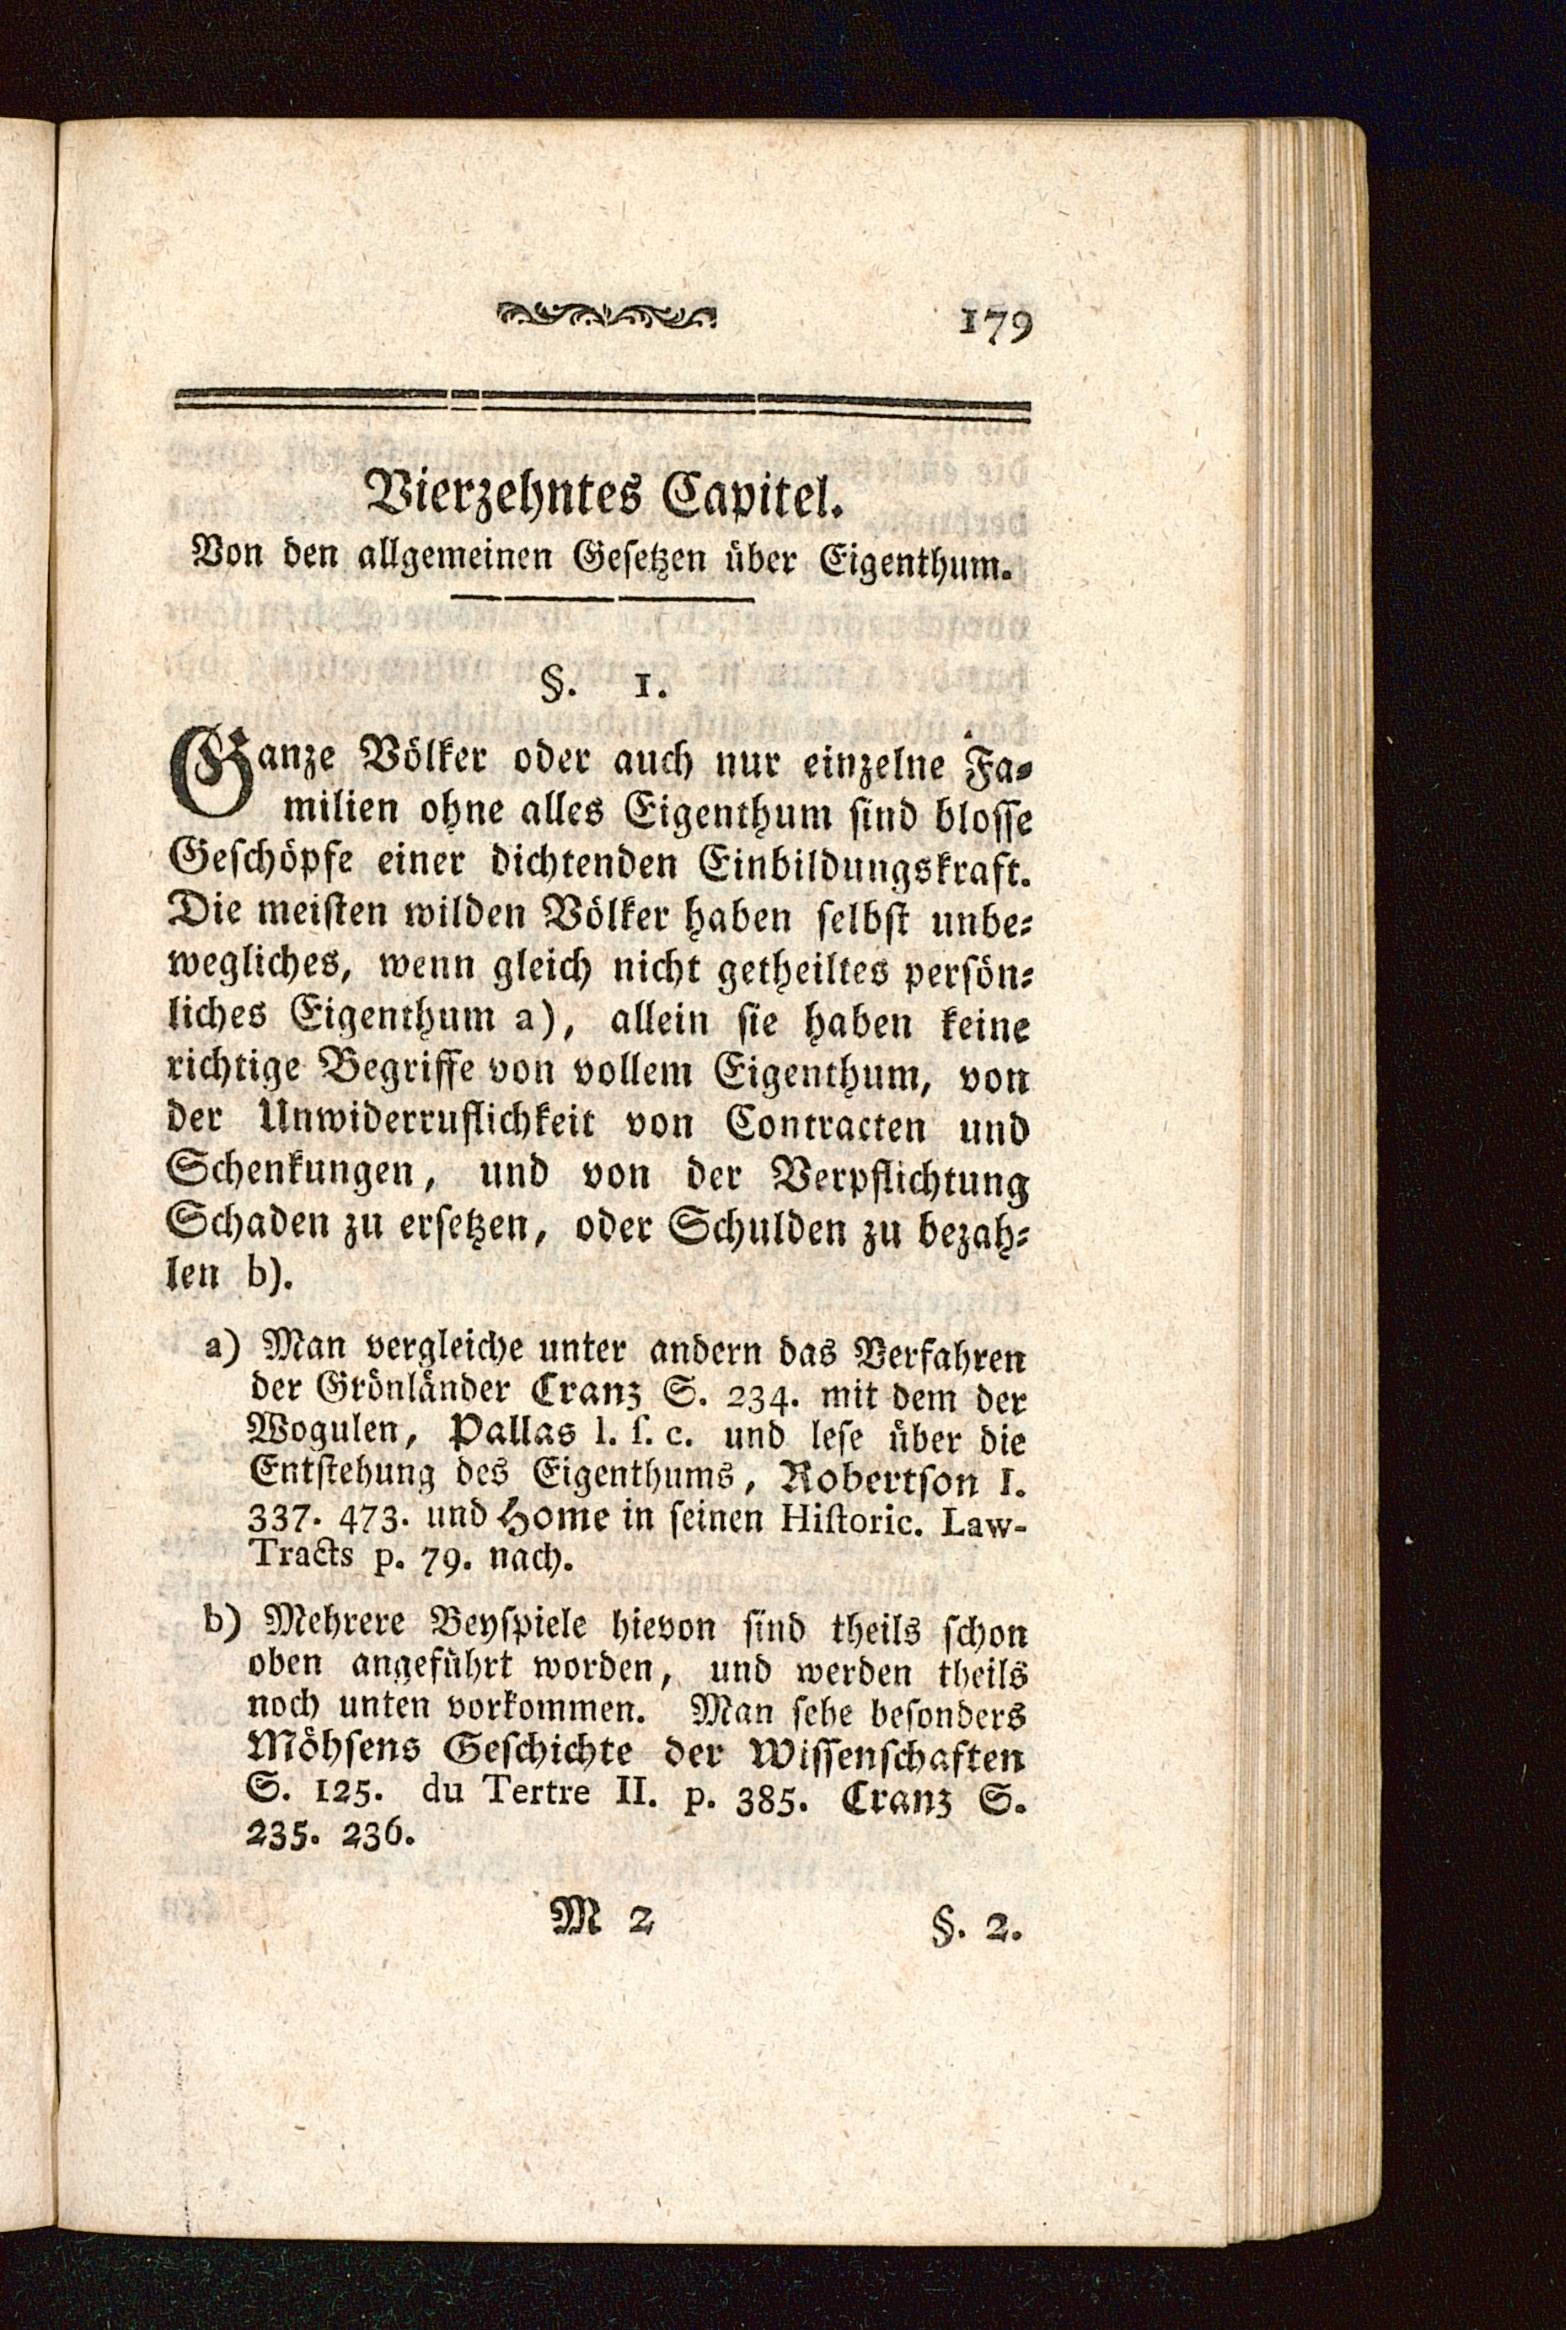 179
Vierzehntes Capitel.
Von den allgemeinen Geſetzen über Eigenthum.
§. 1.
Ganze Völker oder auch nur einzelne Fa-
milien ohne alles Eigenthum ſind bloſſe
Geſchöpfe einer dichtenden Einbildungskraft.
Die meiſten wilden Völker haben ſelbſt unbe-
wegliches, wenn gleich nicht getheiltes perſön-
liches Eigenthum a), allein ſie haben keine
richtige Begriffe von vollem Eigenthum, von
der Unwiderruflichkeit von Contracten und
Schenkungen, und von der Verpflichtung
Schaden zu erſetzen, oder Schulden zu bezah-
len b).
a) Man vergleiche unter andern das Verfahren
der Grönländer Cranz S. 234. mit dem der
Wogulen, Pallas l. ſ. c. und leſe über die
Entſtehung des Eigenthums, Robertſon I.
337. 473. und Home in ſeinen Hiſtoric. Law-
Tracts p. 79. nach.
b) Mehrere Beyſpiele hievon ſind theils ſchon
oben angeführt worden, und werden theils
noch unten vorkommen. Man ſehe beſonders
Möhſens Geſchichte der Wiſſenſchaften
S. 125. du Tertre II. p. 385. Cranz S.
235. 236.
M 2 §. 2.